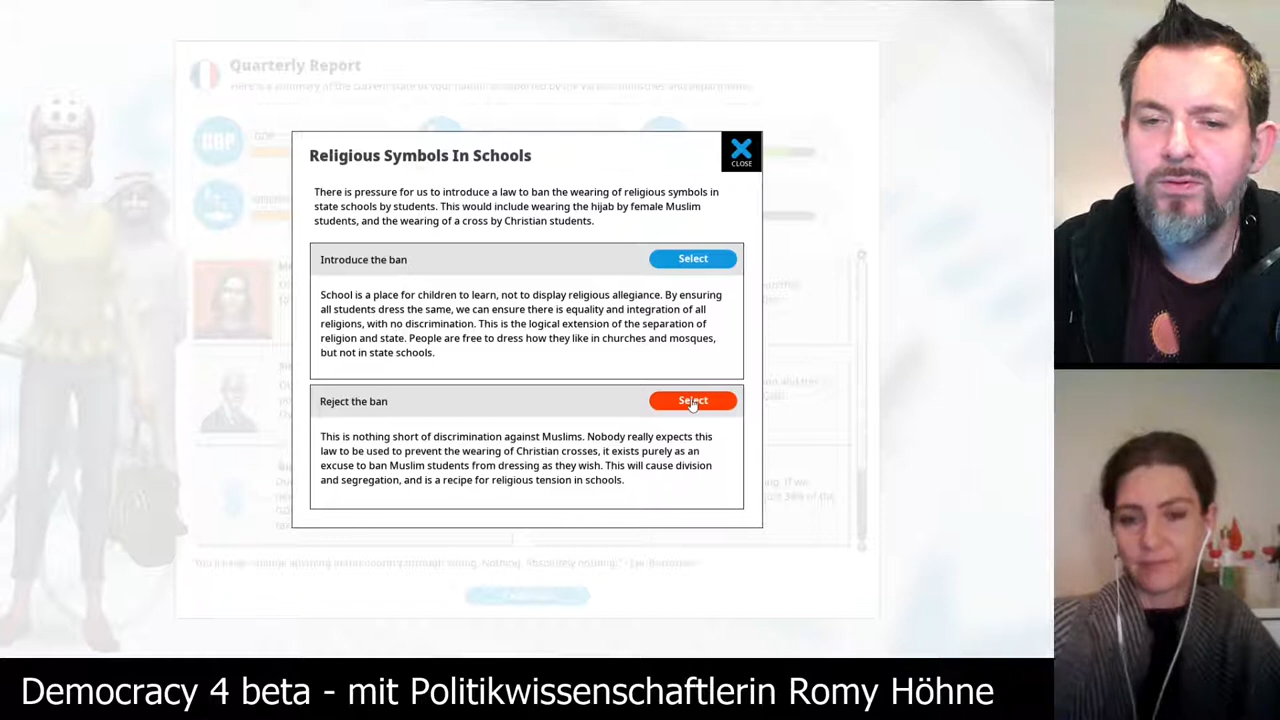 Quarterly Report
GDP
Religious Symbols In Schools
CLOSE
There is pressure for us to introduce a law to ban the wearing of religious symbols in
state schools by students. This would include wearing the hijab by female Muslim
students, and the wearing of a cross by Christian students.
Introduce the ban
Select
School is a place for children to learn, not to display religious allegiance. By ensuring
all students dress the same, we can ensure there is equality and integration of all
religions, with no discrimination. This is the logical extension of the separation of
religion and state. People are free to dress how they like in churches and mosques,
but not in state schools.
Reject the ban
Select
This is nothing short of discrimination against Muslims. Nobody really expects this
law to be used to prevent the wearing of Christian crosses, it exists purely as an
excuse to ban Muslim students from dressing as they wish. This will cause division
and segregation, and is a recipe for religious tension in schools.
Democracy 4 beta - mit Politikwissenschaftlerin Romy Höhne